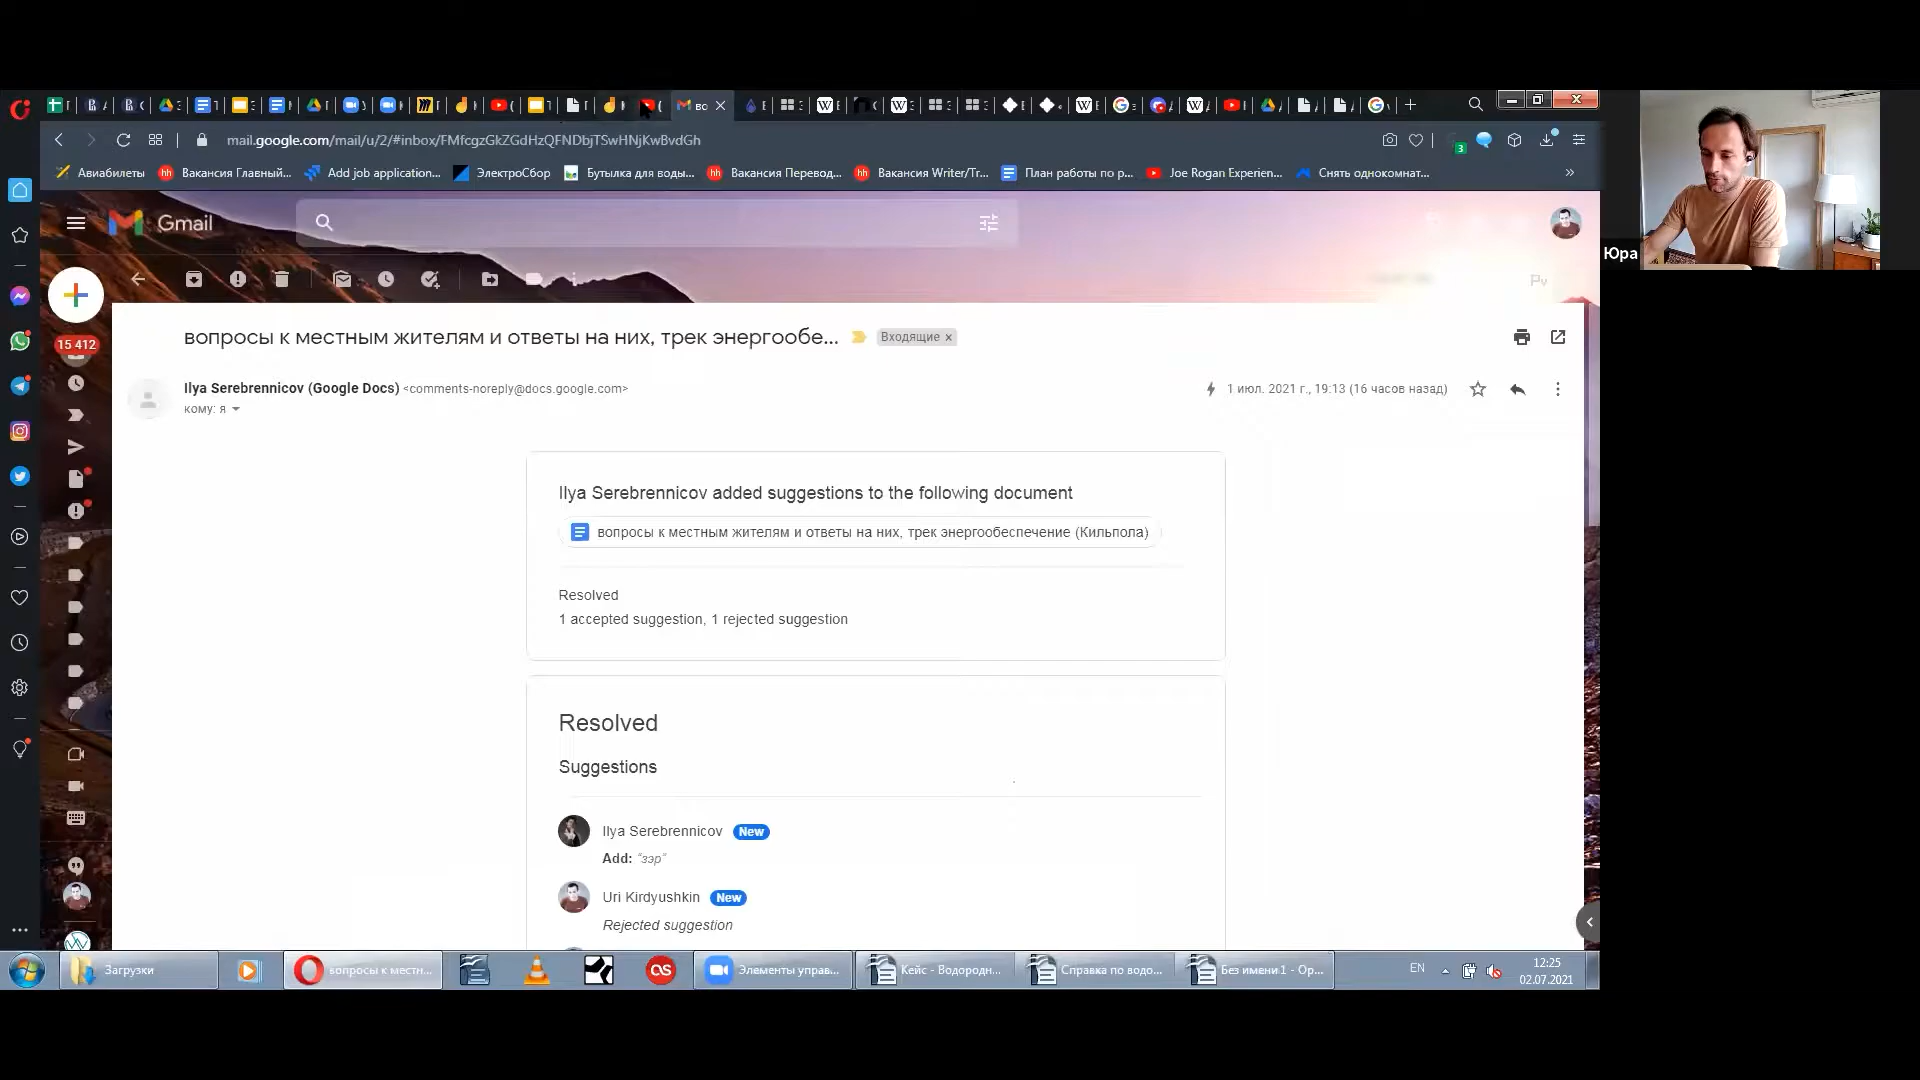 вс
mail.google.com/mail/u/2/#inbox/FMfcgzGkZGdHzQFNDbjTSwHNjKwBvdGh
3
Авиабилеты
Вакансия Главный...
Add job application...
ЭлектроСбор
Бутылка для воды...
Вакансия Перевод...
Вакансия Writer/Tr...
План работы по р...
Joe Rogan Experien...
Снять однокомнат...
»
Gmail
Юра
15 412
вопросы к местным жителям и ответы на них, трек энергообе...
Входящие ×
Ilya Serebrennicov (Google Docs) <comments-noreply@docs.google.com>
1 июл. 2021 г., 19:13 (16 часов назад)
кому: я
Ilya Serebrennicov added suggestions to the following document
вопросы к местным жителям и ответы на них, трек энергообеспечение (Кильпола)
Resolved
1 accepted suggestion, 1 rejected suggestion
Resolved
Suggestions
Ilya Serebrennicov New
Add: "зэр"
Uri Kirdyushkin New
Rejected suggestion
Загрузки
вопросы к местн...
Элементы управ...
Кейс - Водородн...
Справка по водо...
Без имени 1 - Op...
EN
12:25
02.07.2021